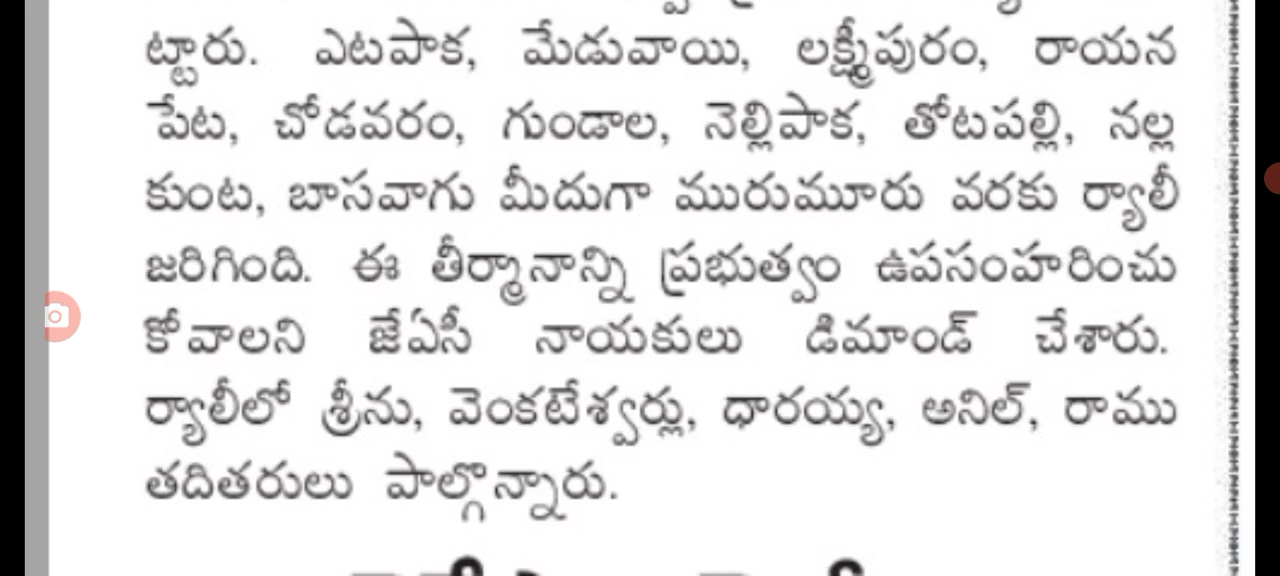 ట్టారు. ఎటపాక, మేడువాయి, లక్ష్మీపురం, రాయన
పేట, చోడవరం, గుండాల, నెల్లిపాక, తోటపల్లి, నల్ల
కుంట, బాసవాగు మీదుగా మురుమూరు వరకు ర్యాలీ
జరిగింది. ఈ తీర్మానాన్ని ప్రభుత్వం ఉపసంహరించు
కోవాలని జేఏసీ నాయకులు డిమాండ్ చేశారు.
ర్యాలీలో శ్రీను, వెంకటేశ్వర్లు, ధారయ్య, అనిల్, రాము
తదితరులు పాల్గొన్నారు.